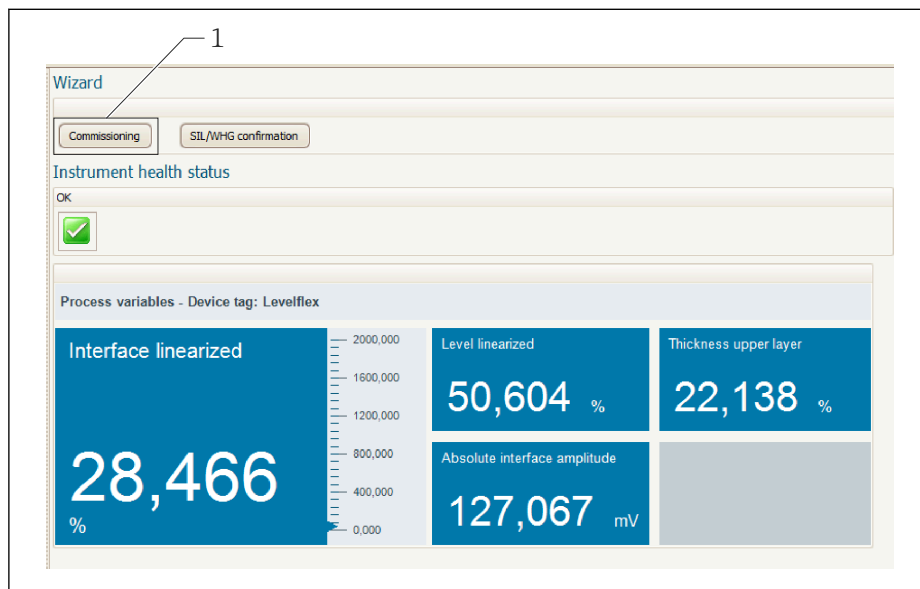 1
Wizard
Commissioning SIL/WHG confirmation
Instrument health status
OK
Process variables - Device tag: Levelflex
Interface linearized
28,466
%
2000,000
1600,000
1200,000
800,000
400,000
0,000
Level linearized
50,604 %
Thickness upper layer
22,138 %
Absolute interface amplitude
127,067 mV